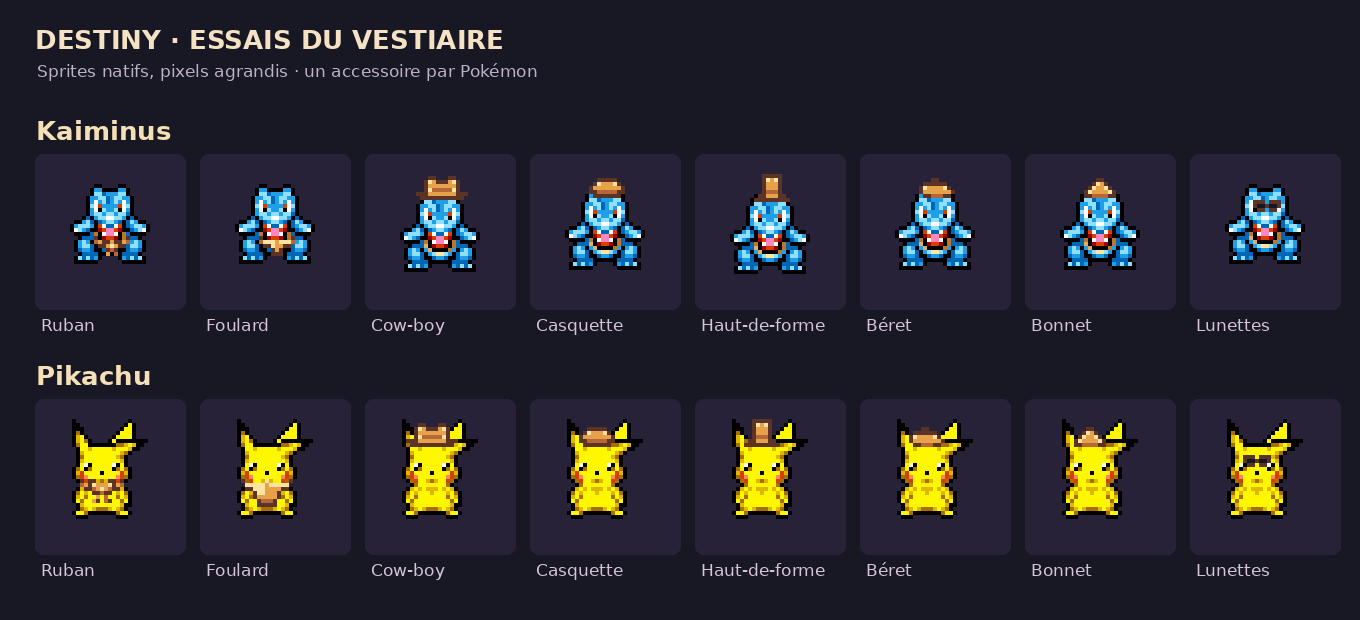 DESTINY · ESSAIS DU VESTIAIRE
Sprites natifs, pixels agrandis · un accessoire par Pokémon
Kaiminus
Ruban Foulard Cow-boy Casquette Haut-de-forme Béret Bonnet Lunettes
Pikachu
Ruban Foulard Cow-boy Casquette Haut-de-forme Béret Bonnet Lunettes